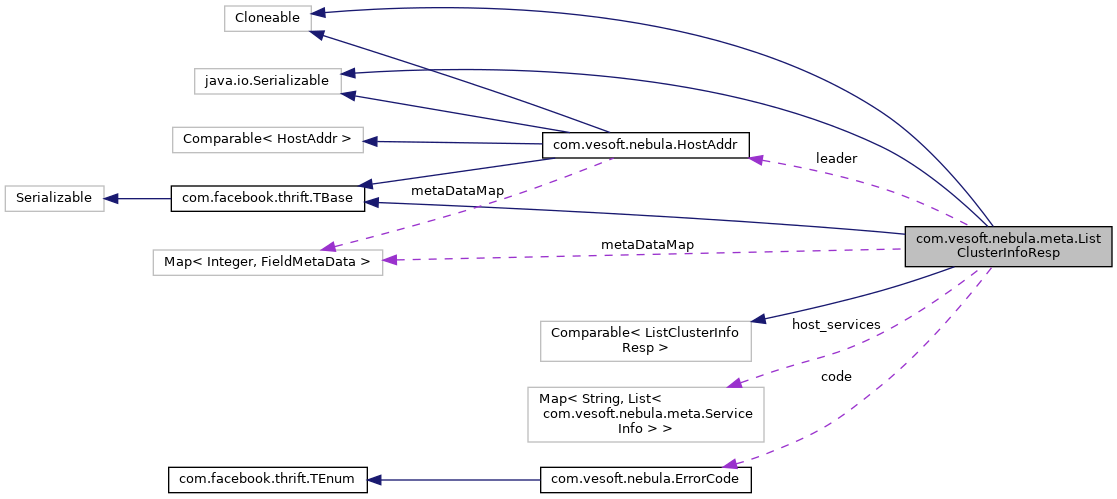 Cloneable
java.io.Serializable
Comparable< HostAddr >
com.vesoft.nebula.HostAddr
leader
Serializable
com.facebook.thrift.TBase
metaDataMap
com.vesoft.nebula.meta.List
ClusterInfoResp
metaDataMap
Map< Integer, FieldMetaData >
Comparable< ListClusterInfo
Resp >
host_services
code
Map< String, List<
com.vesoft.nebula.meta.Service
Info > >
com.facebook.thrift.TEnum
com.vesoft.nebula.ErrorCode